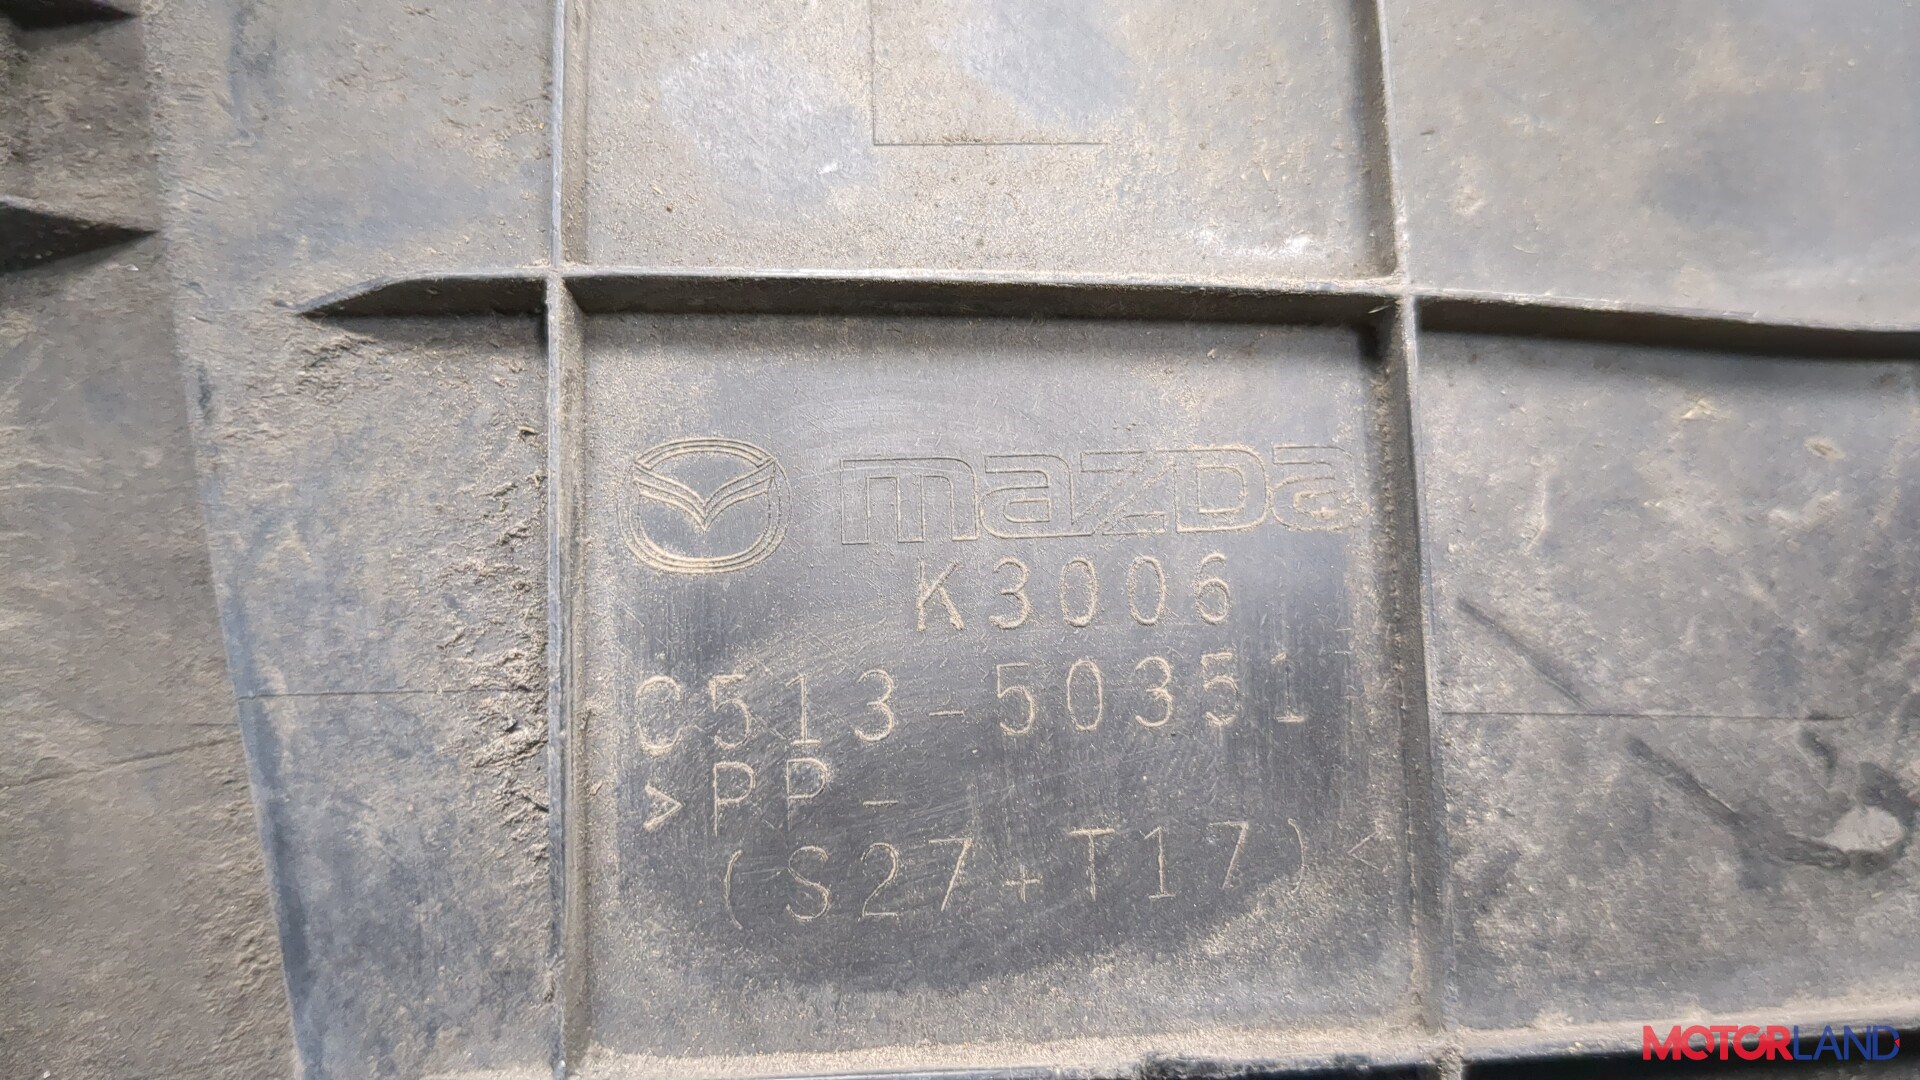 mazda
K3006
C513-50351
>PP-
(S27+T17)<
MOTORLAND